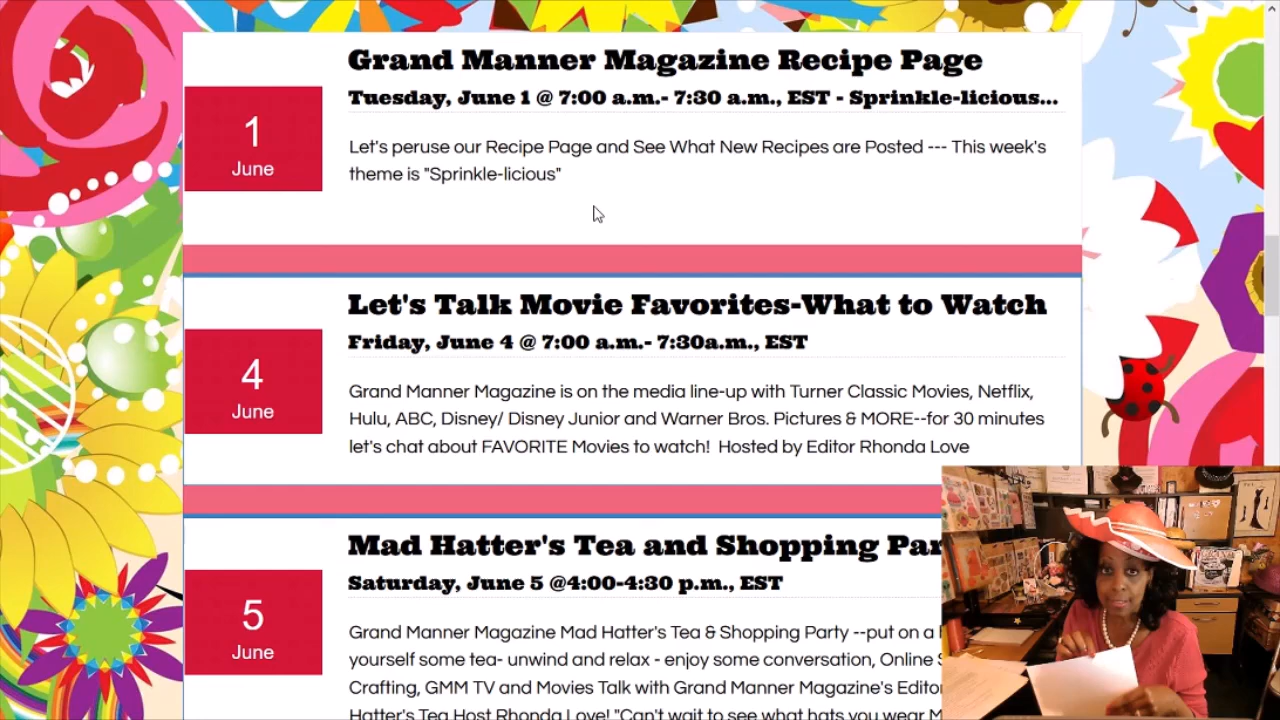 Grand Manner Magazine Recipe Page
Tuesday, June 1 @ 7:00 a.m.- 7:30 a.m., EST - Sprinkle-licious...
1
June
Let's peruse our Recipe Page and See What New Recipes are Posted --- This week's
theme is "Sprinkle-licious"
Let's Talk Movie Favorites-What to Watch
Friday, June 4 @ 7:00 a.m.- 7:30a.m., EST
4
June
Grand Manner Magazine is on the media line-up with Turner Classic Movies, Netflix,
Hulu, ABC, Disney/ Disney Junior and Warner Bros. Pictures & MORE--for 30 minutes
let's chat about FAVORITE Movies to watch! Hosted by Editor Rhonda Love
Mad Hatter's Tea and Shopping Par
Saturday, June 5 @4:00-4:30 p.m., EST
5
June
Grand Manner Magazine Mad Hatter's Tea & Shopping Party --put on a
yourself some tea- unwind and relax - enjoy some conversation, Online
Crafting, GMM TV and Movies Talk with Grand Manner Magazine's Editor
Hatter's Tea Host Rhonda Love! "Can't wait to see what hats you wear